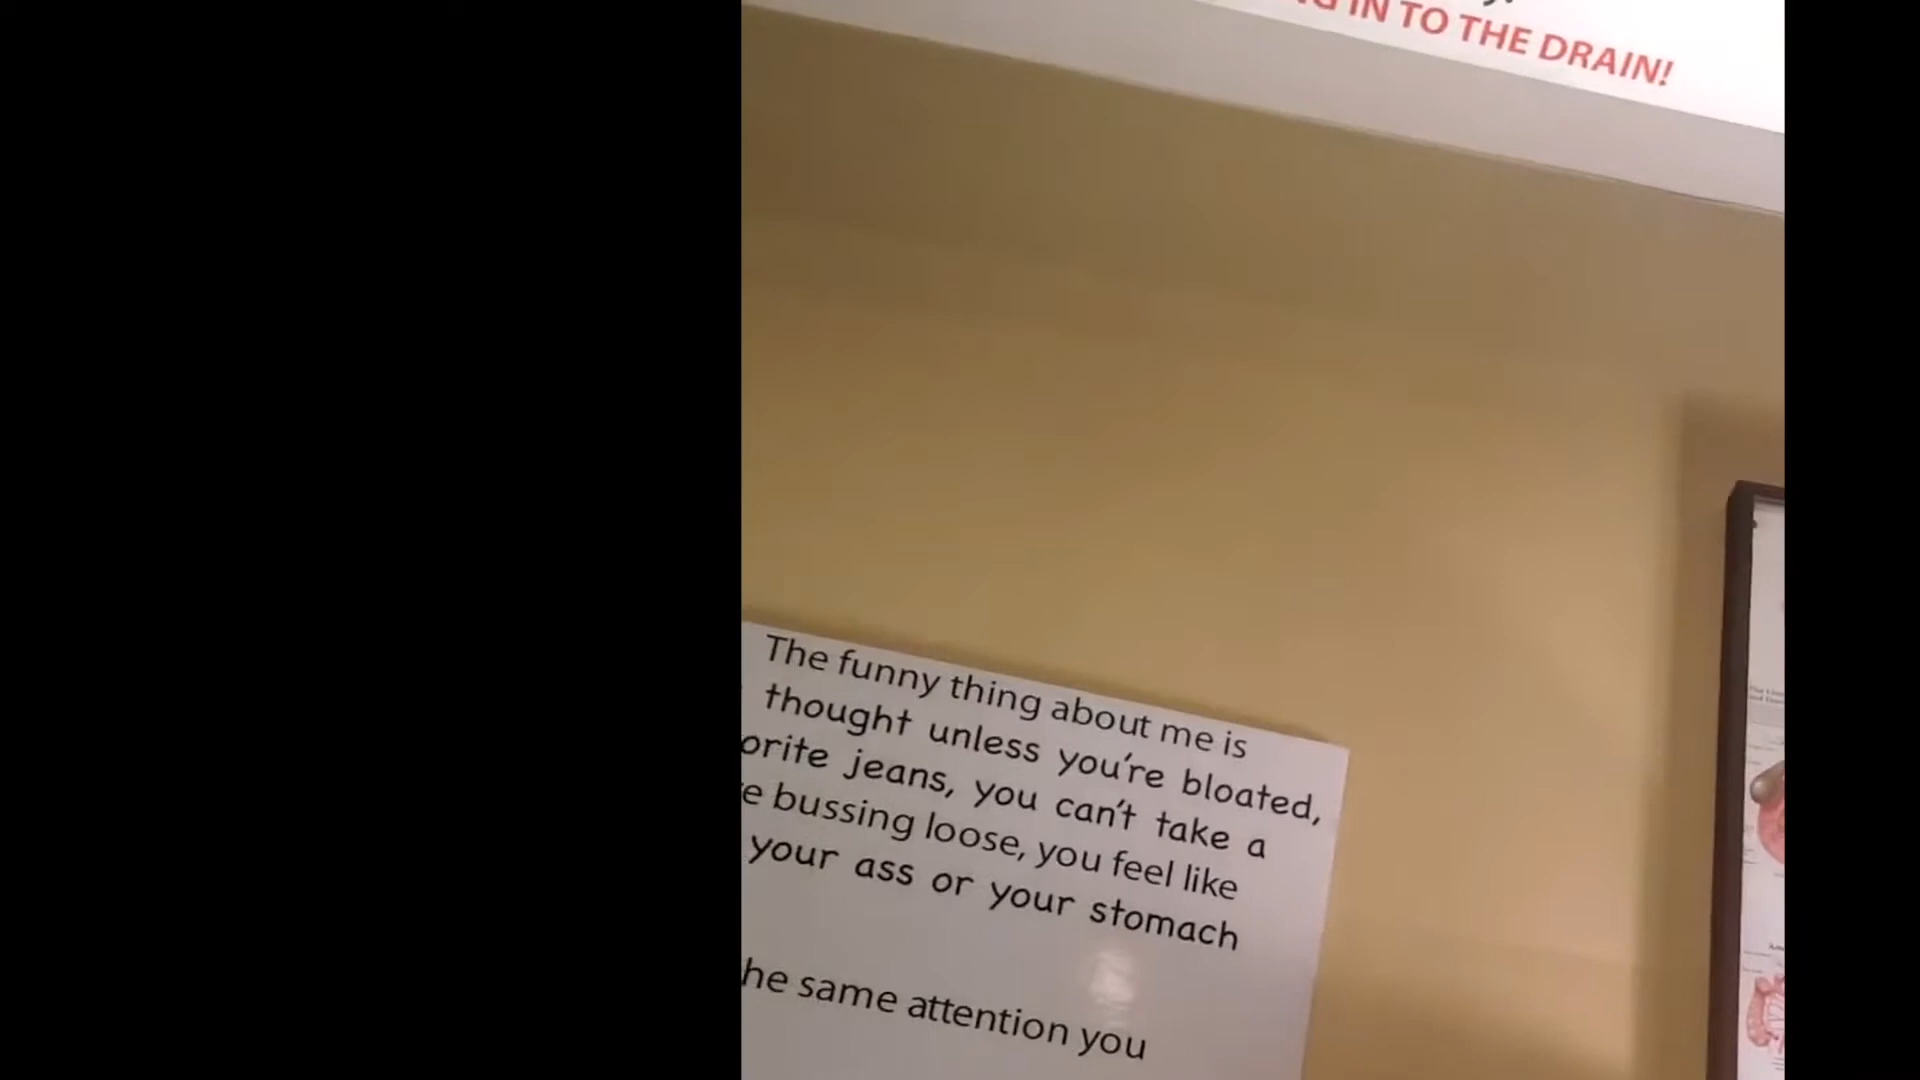 IN TO THE DRAIN!
The funny thing about me is
thought unless you're bloated,
orite jeans, you can't take a
e bussing loose, you feel like
your ass or your stomach
he same attention you